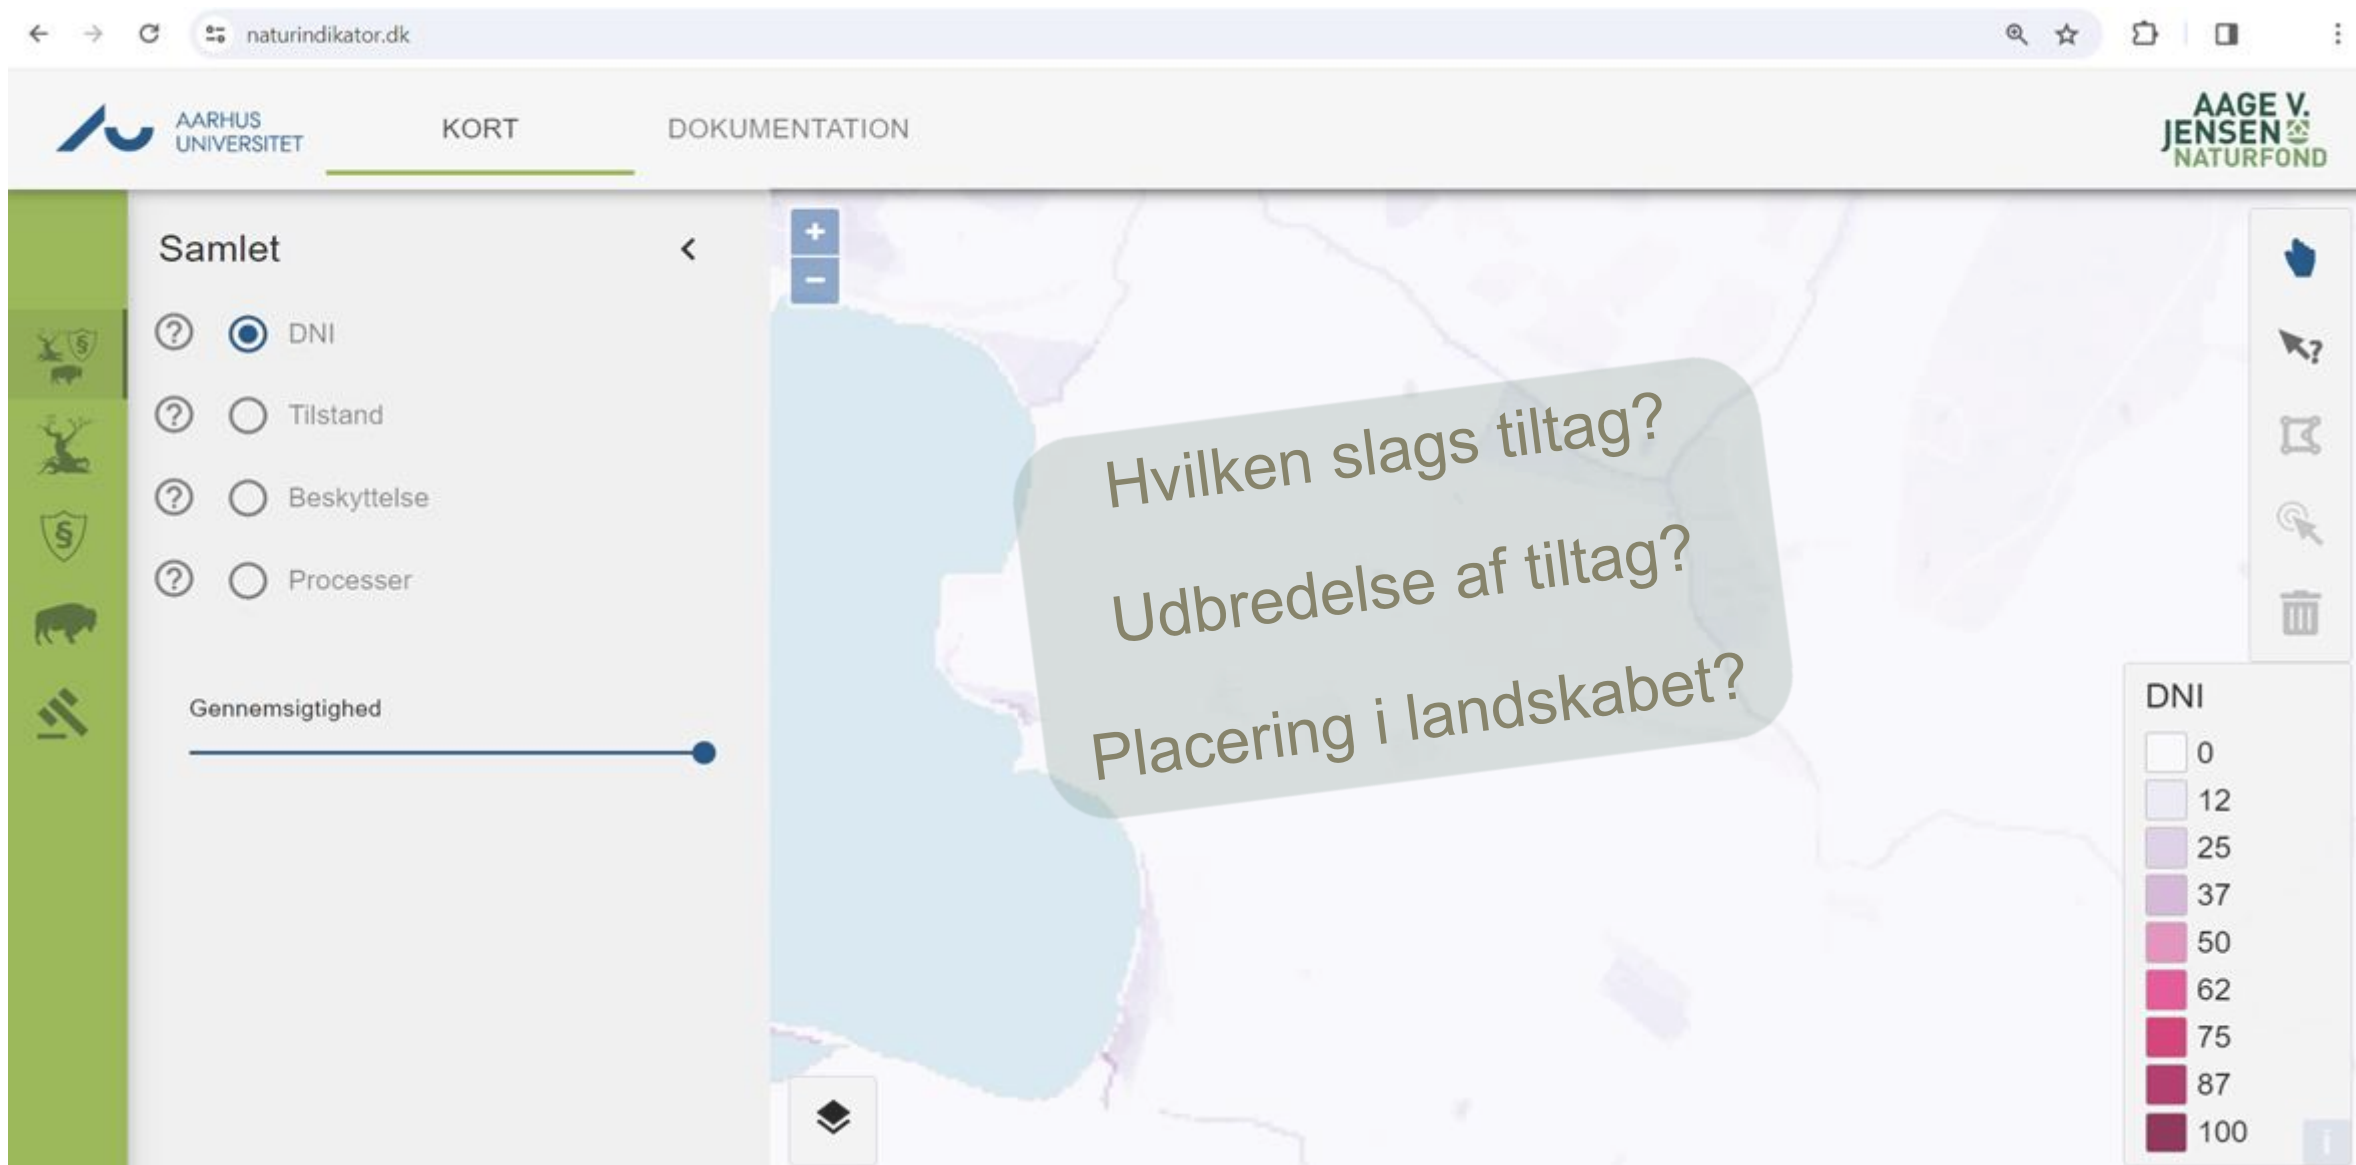 naturindikator.dk
AARHUS
UNIVERSITET
KORT
DOKUMENTATION
AAGE V.
JENSEN
NATURFOND
Samlet
DNI
Tilstand
Beskyttelse
Processer
Gennemsigtighed
Hvilken slags tiltag?
Udbredelse af tiltag?
Placering i landskabet?
DNI
0
12
25
37
50
62
75
87
100